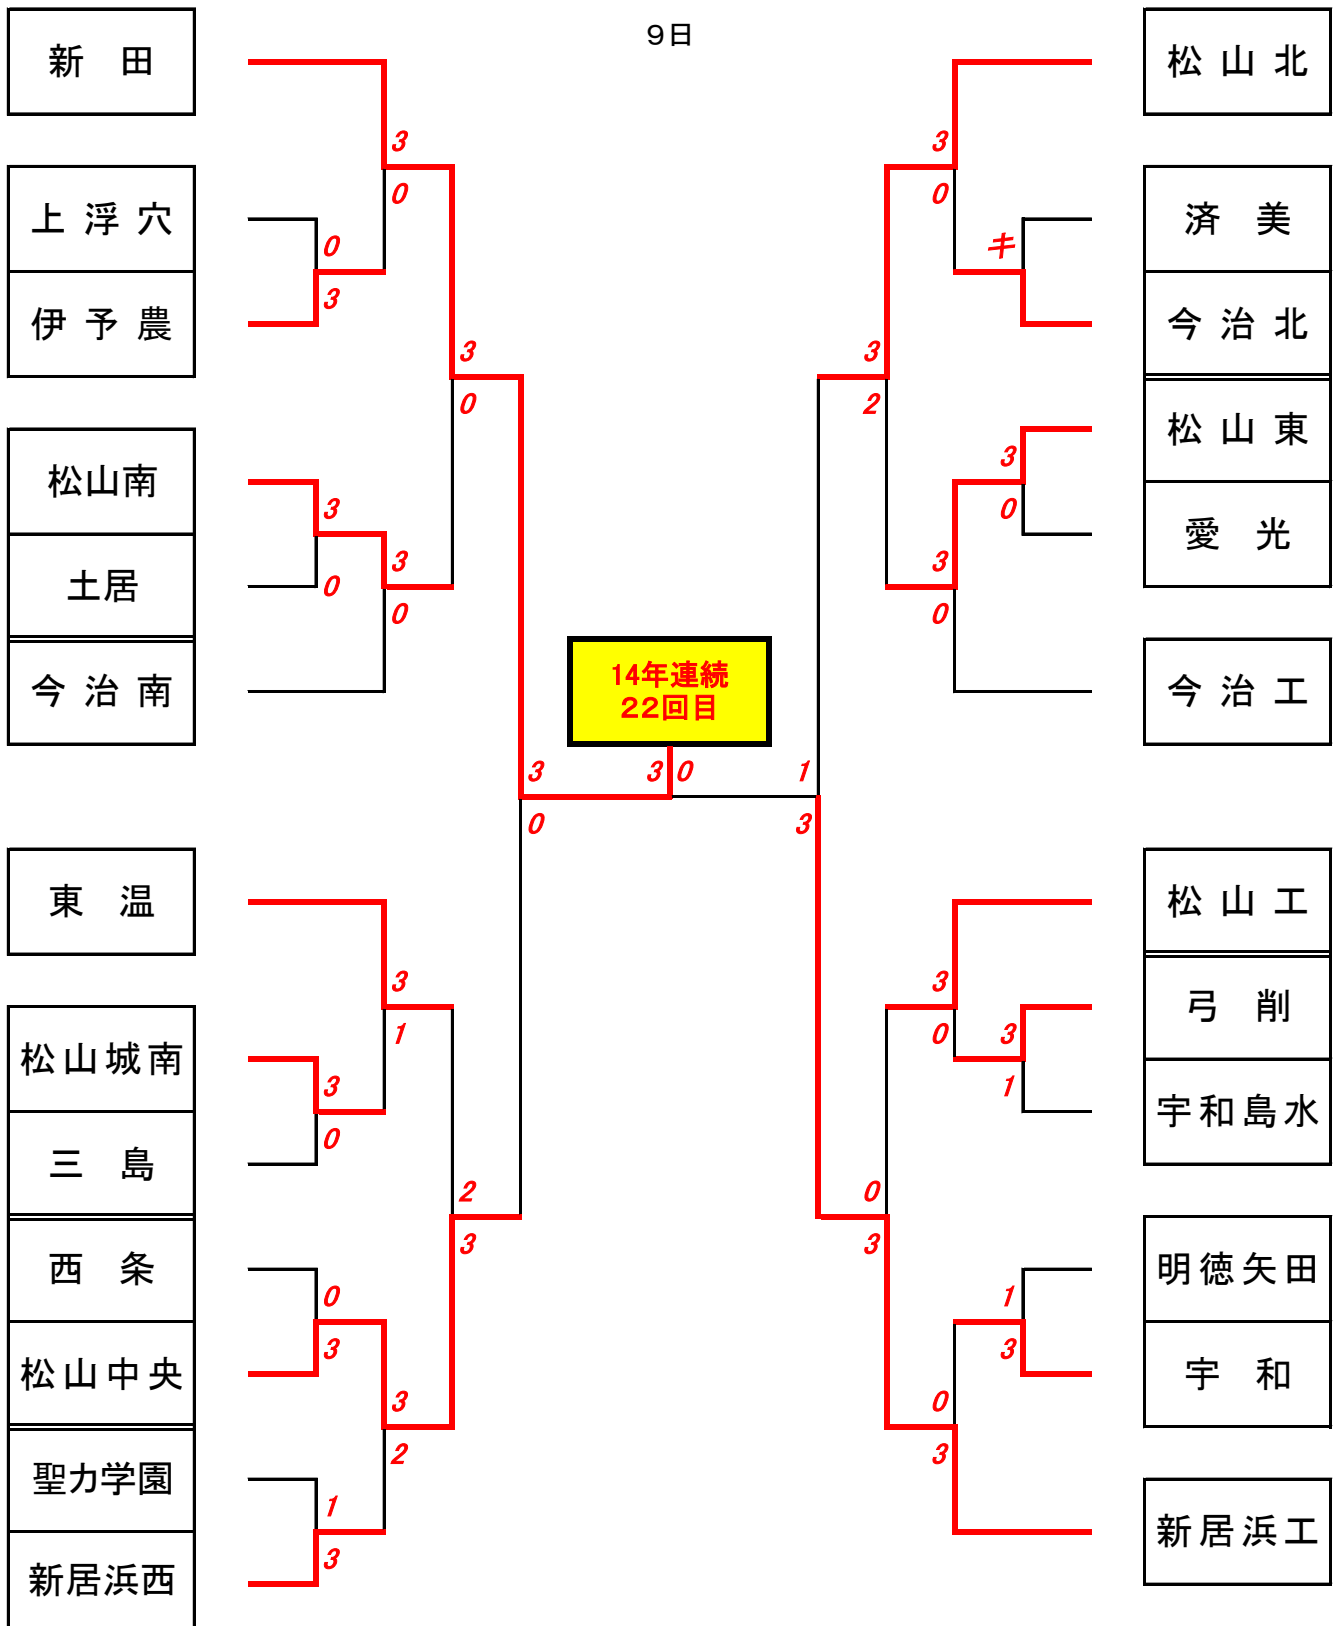 9日
新　田
上 浮 穴
伊 予 農
松山南
土居
今 治 南
東　温
松山城南
三　島
西　条
松山中央
聖カ学園
新居浜西
3
0
0
3
3
0
3
0
3
0
3
0
3
1
3
0
2
3
0
3
3
2
1
3
14年連続
22回目
3 0
松 山 北
済　美
今 治 北
松 山 東
愛　光
今 治 工
松 山 工
弓　削
宇和島水
明徳矢田
宇　和
新居浜工
3
0
キ
3
2
3
0
3
0
1
3
3
0
3
1
0
3
1
3
0
3